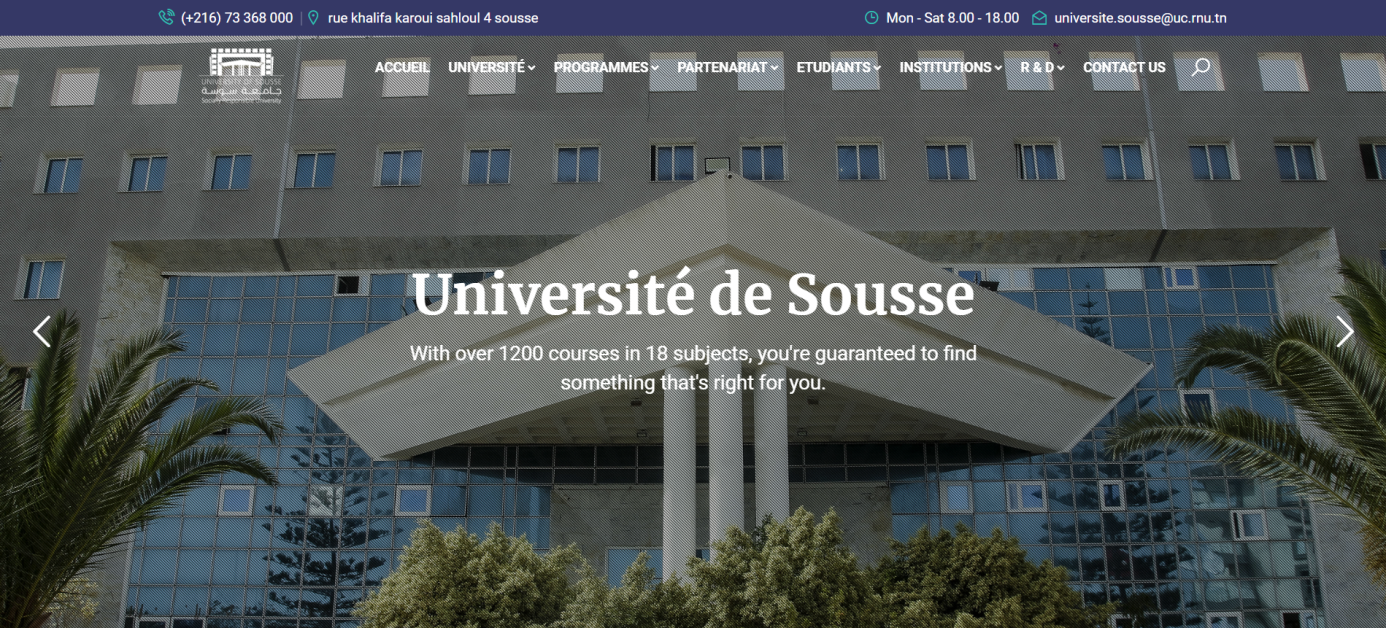 (+216) 73 368 000 | rue khalifa karoui sahloul 4 sousse
Mon - Sat 8.00 - 18.00 universite.sousse@uc.rnu.tn
UNIVERSITY DE SOUSSE
جامعة سوسة
Socially Responsible University
ACCUEIL UNIVERSITÉ PROGRAMMES PARTENARIAT ETUDIANTS INSTITUTIONS R & D CONTACT US
Université de Sousse
With over 1200 courses in 18 subjects, you're guaranteed to find
something that's right for you.